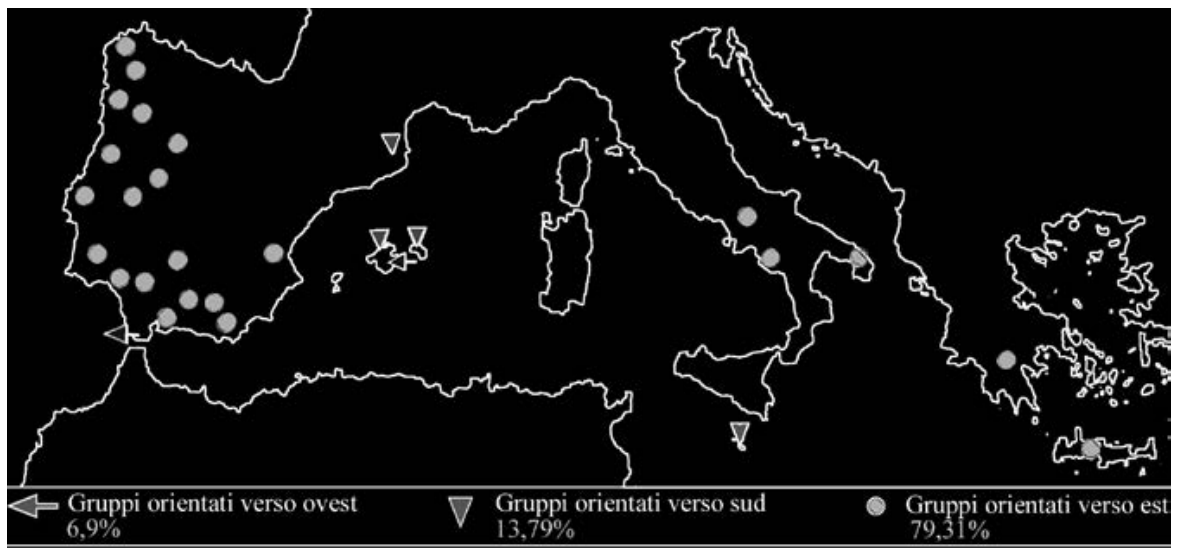 Gruppi orientati verso ovest
6,9%
Gruppi orientati verso sud
13,79%
Gruppi orientati verso est
79,31%